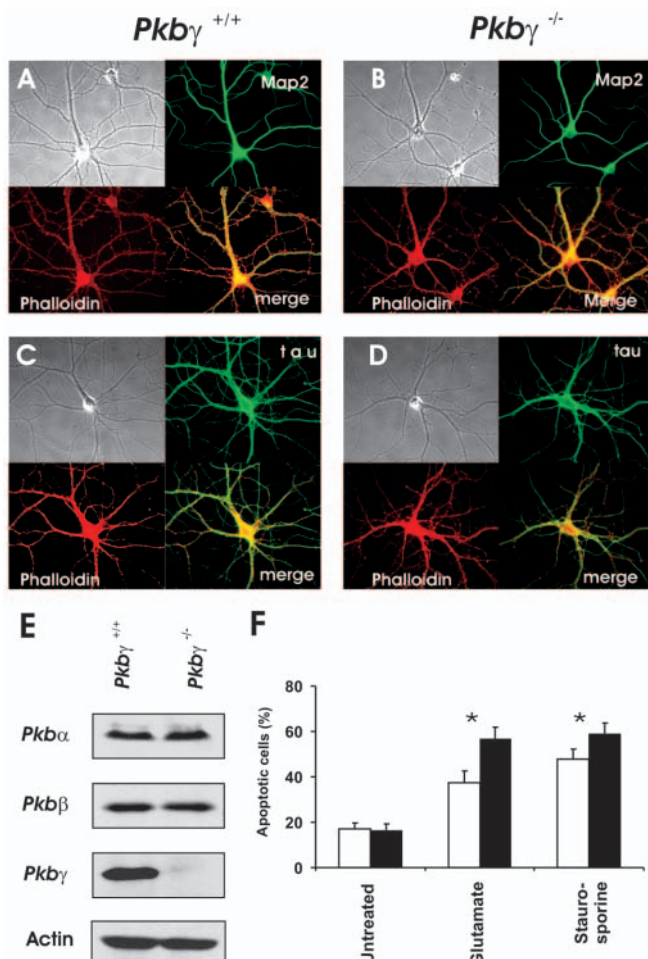 Pkbγ +/+
Pkbγ -/-
A
Map2
Phalloidin
merge
B
Map2
Phalloidin
Merge
C
tau
Phalloidin
merge
D
tau
Phalloidin
merge
E
Pkbγ +/+
Pkbγ -/-
Pkbα
Pkbβ
Pkbγ
Actin
F
Apoptotic cells (%)
80
60
40
20
0
*
*
Untreated
Glutamate
Stauro-
sporine